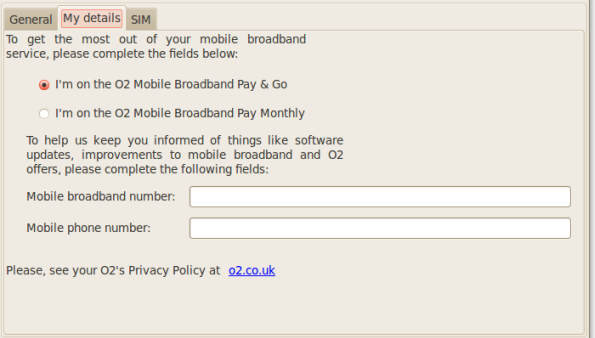 General My details SIM
To get the most out of your mobile broadband
service, please complete the fields below:
I'm on the O2 Mobile Broadband Pay & Go
I'm on the O2 Mobile Broadband Pay Monthly
To help us keep you informed of things like software
updates, improvements to mobile broadband and O2
offers, please complete the following fields:
Mobile broadband number:
Mobile phone number:
Please, see your O2's Privacy Policy at o2.co.uk